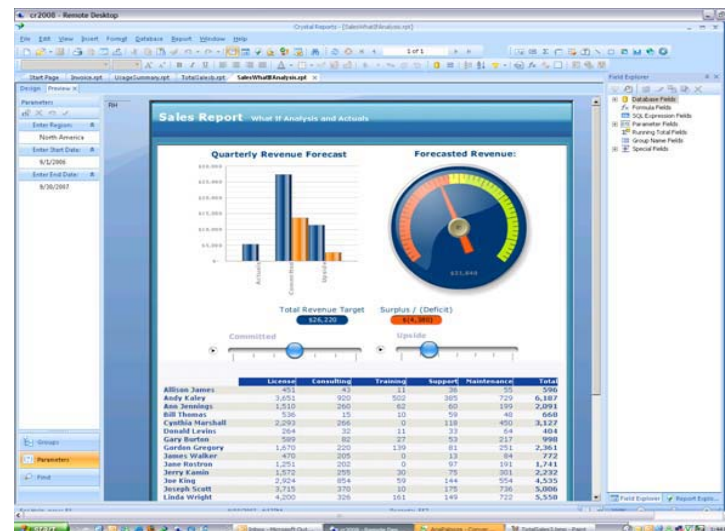 cr2008 - Remote Desktop
Crystal Reports - [SalesWhatIfAnalysis.rpt]
File Edit View Insert Format Database Report Window Help
1 of 1
Start Page Invoice.rpt UsageSummary.rpt SalesWhatIfAnalysis.rpt
Field Explorer
Design Preview
Parameters
RH
Database Fields
Formula Fields
SQL Expression Fields
Parameter Fields
Running Total Fields
Group Name Fields
Special Fields
Enter Region:
North America
Enter Start Date:
9/1/2006
Enter End Date:
9/30/2007
Sales Report What If Analysis and Actuals
Quarterly Revenue Forecast Forecasted Revenue:
$25,000
$20,000
$15,000
$10,000
$5,000
$0
Actuals
Committed
Upside
$21,840
Total Revenue Target Surplus / (Deficit)
$26,220
Committed Upside
License Consulting Training Support Maintenance Total
Allison James 451 43 11 36 55 596
Andy Kaley 3,651 920 502 385 729 6,187
Ann Jennings 1,510 260 62 60 199 2,091
Bill Thomas 536 15 10 59 48 668
Cynthia Marshall 2,293 266 0 118 450 3,127
Donald Levins 264 32 11 33 64 404
Gary Burton 589 82 27 53 217 998
Gordon Gregory 1,670 220 139 81 251 2,361
James Walker 470 205 0 13 84 772
Jane Rostron 1,251 202 0 97 191 1,741
Jerry Kamin 1,572 255 30 75 301 2,232
Joe King 2,924 854 59 144 554 4,535
Joseph Scott 3,715 370 10 175 736 5,006
Linda Wright 4,200 326 161 149 722 5,558
Groups
Parameters
Find
Field Explorer
start